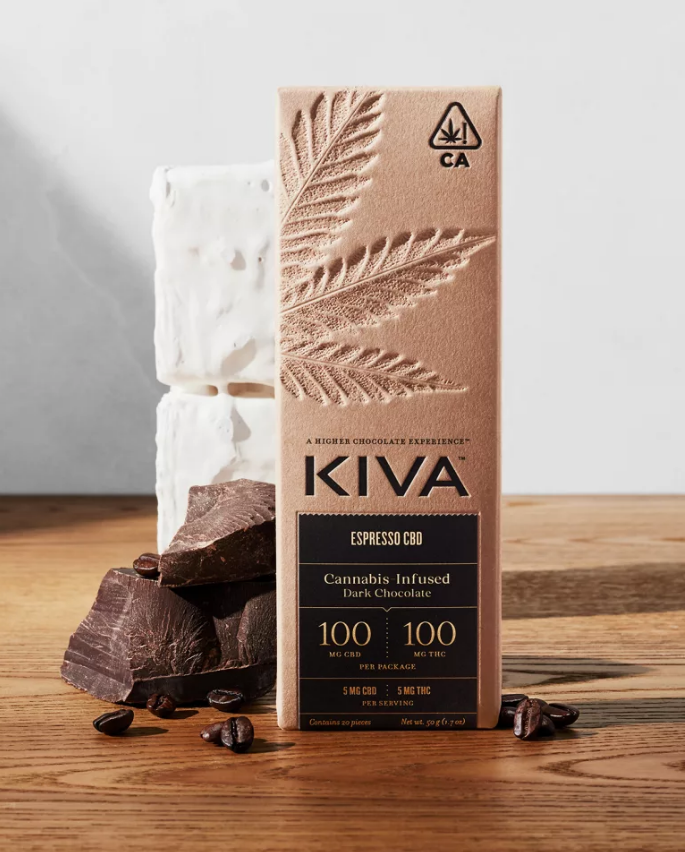 CA
A HIGHER CHOCOLATE EXPERIENCE™
KIVA™
ESPRESSO CBD
Cannabis-Infused
Dark Chocolate
100 100
MG CBD MG THC
PER PACKAGE
5 MG CBD 5 MG THC
PER SERVING
Contains 20 pieces Net wt. 50 g (1.7 oz)